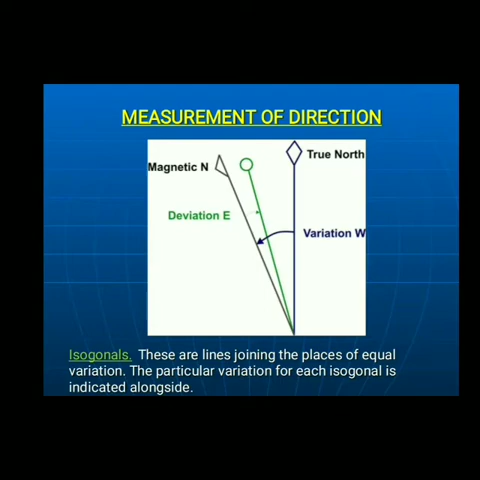 MEASUREMENT OF DIRECTION
True North
Magnetic N
Deviation E
Variation W
Isogonals. These are lines joining the places of equal
variation. The particular variation for each isogonal is
indicated alongside.